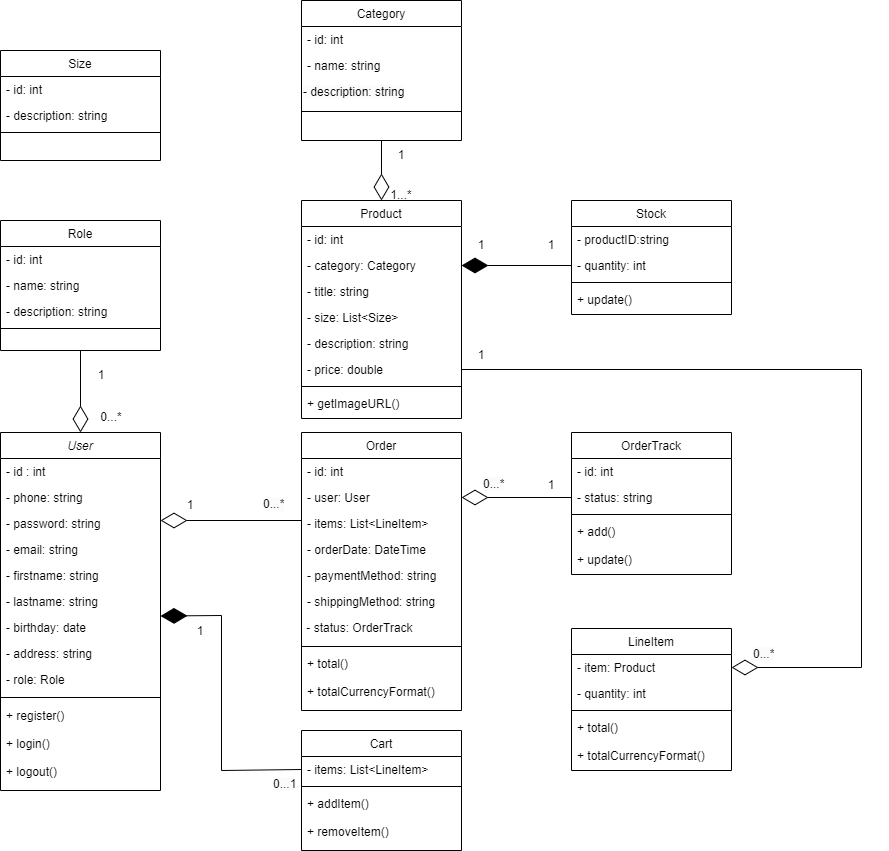 Category
- id: int
- name: string
- description: string
1
1...*
Size
- id: int
- description: string
Role
- id: int
- name: string
- description: string
1
0...*
Product
- id: int
- category: Category
- title: string
- size: List<Size>
- description: string
- price: double
+ getImageURL()
1
1
1
Stock
- productID:string
- quantity: int
+ update()
User
- id : int
- phone: string
- password: string
- email: string
- firstname: string
- lastname: string
- birthday: date
- address: string
- role: Role
+ register()
+ login()
+ logout()
1
0...*
1
0...1
Order
- id: int
- user: User
- items: List<LineItem>
- orderDate: DateTime
- paymentMethod: string
- shippingMethod: string
- status: OrderTrack
+ total()
+ totalCurrencyFormat()
0...*
1
OrderTrack
- id: int
- status: string
+ add()
+ update()
LineItem
- item: Product
- quantity: int
+ total()
+ totalCurrencyFormat()
0...*
Cart
- items: List<LineItem>
+ addItem()
+ removeItem()